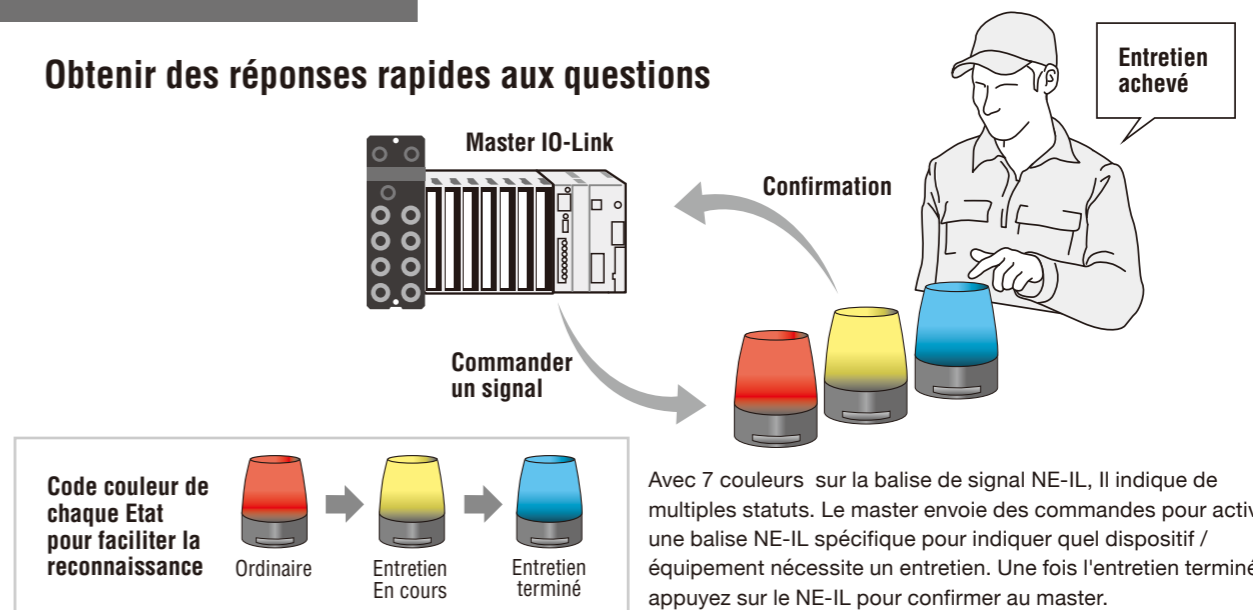 Obtenir des réponses rapides aux questions
Entretien
achevé
Master IO-Link
Confirmation
Commander
un signal
Code couleur de
chaque Etat
pour faciliter la
reconnaissance
Ordinaire
Entretien
En cours
Entretien
terminé
Avec 7 couleurs sur la balise de signal NE-IL, Il indique de
multiples statuts. Le master envoie des commandes pour activ
une balise NE-IL spécifique pour indiquer quel dispositif /
équipement nécessite un entretien. Une fois l'entretien terminé
appuyez sur le NE-IL pour confirmer au master.